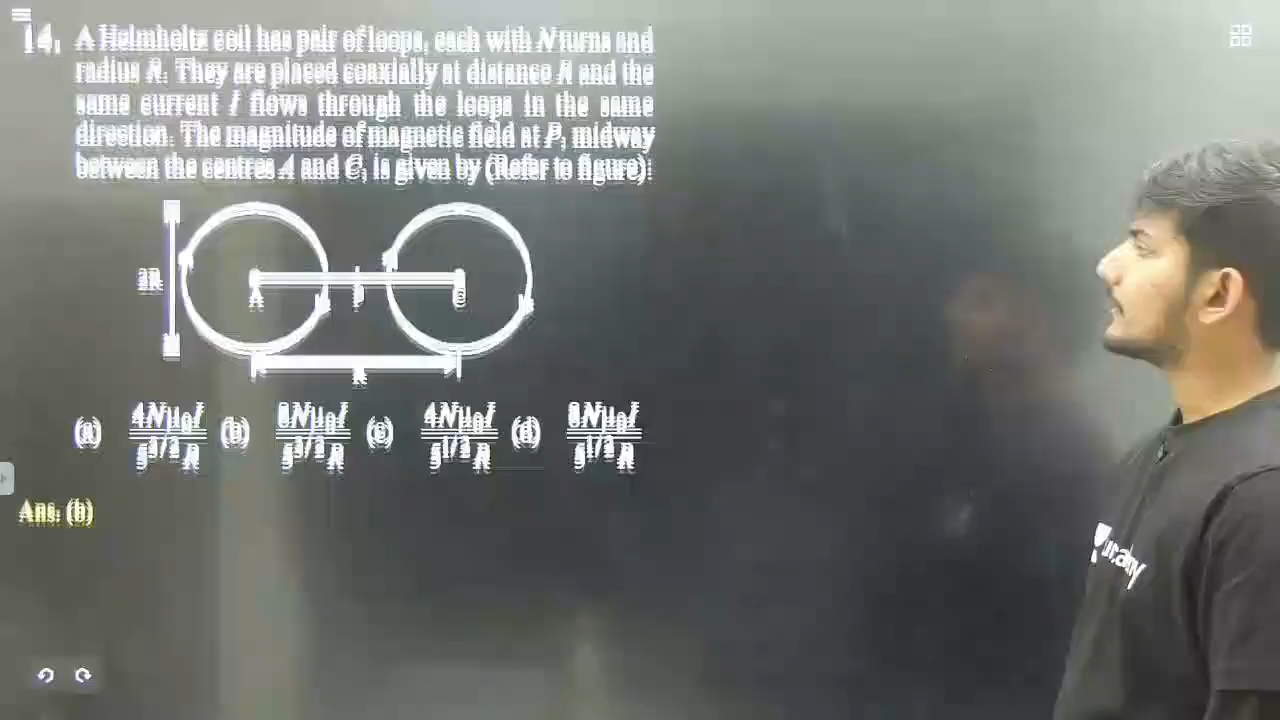 14. A Helmholtz coil has pair of loops, each with N turns and
radius R. They are placed coaxially at distance R and the
same current I flows through the loops in the same
direction. The magnitude of magnetic field at P, midway
between the centres A and C, is given by (Refer to figure):
2R
A P C
R
(a) 4Nμ₀I / 5^{3/2} R (b) 8Nμ₀I / 5^{3/2} R (c) 4Nμ₀I / 5^{1/2} R (d) 8Nμ₀I / 5^{1/2} R
Ans. (b)